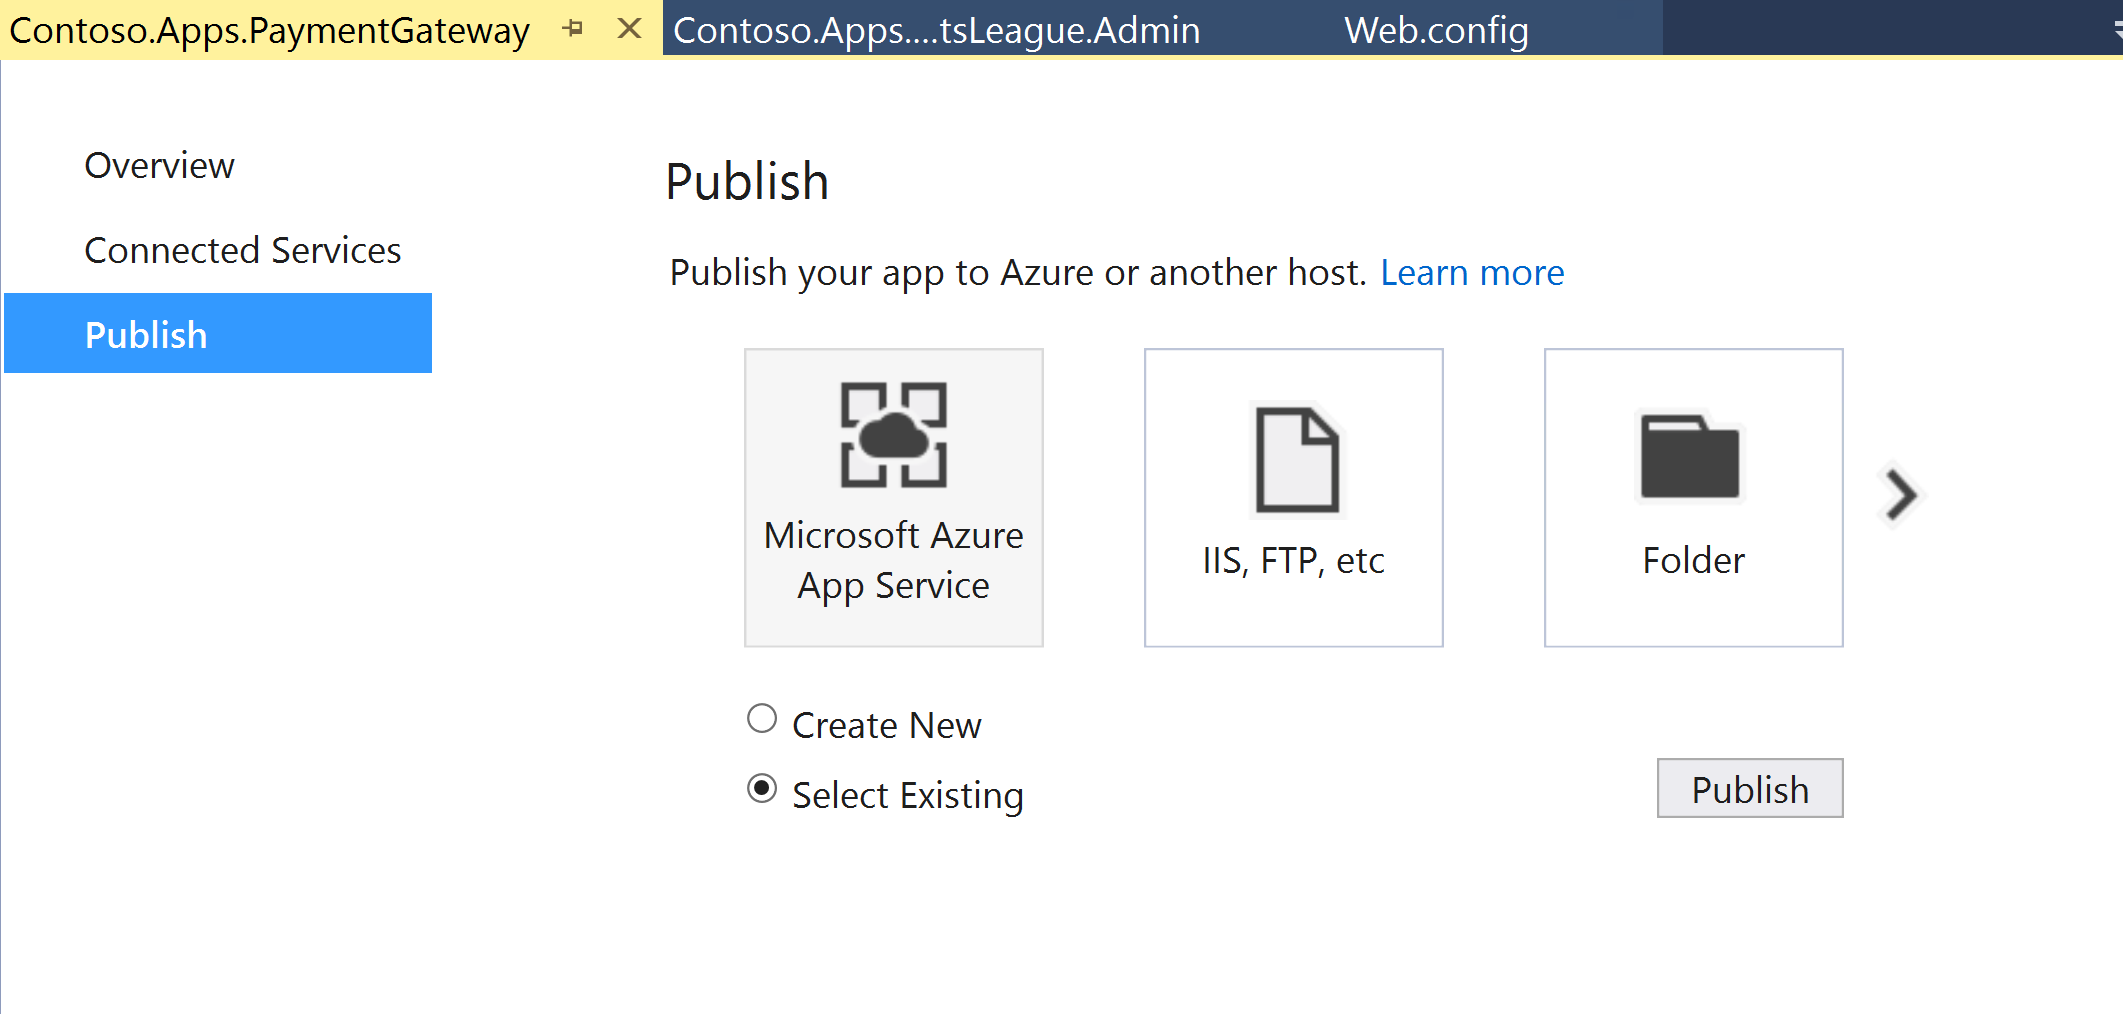 Contoso.Apps.PaymentGateway
Contoso.Apps....tsLeague.Admin
Web.config
Overview
Connected Services
Publish
Publish
Publish your app to Azure or another host. Learn more
Microsoft Azure
App Service
IIS, FTP, etc
Folder
Create New
Select Existing
Publish